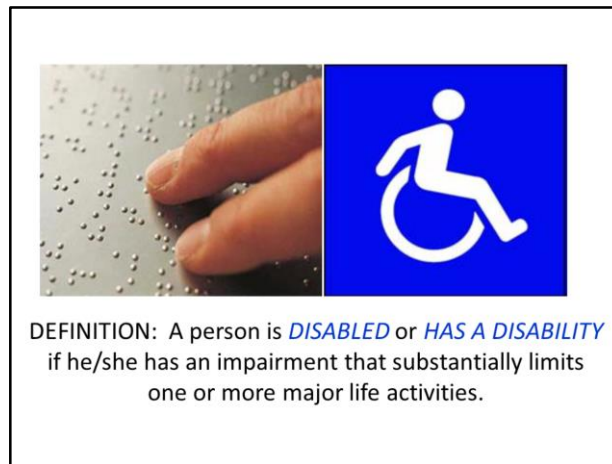 DEFINITION:  A person is DISABLED or HAS A DISABILITY
if he/she has an impairment that substantially limits
one or more major life activities.